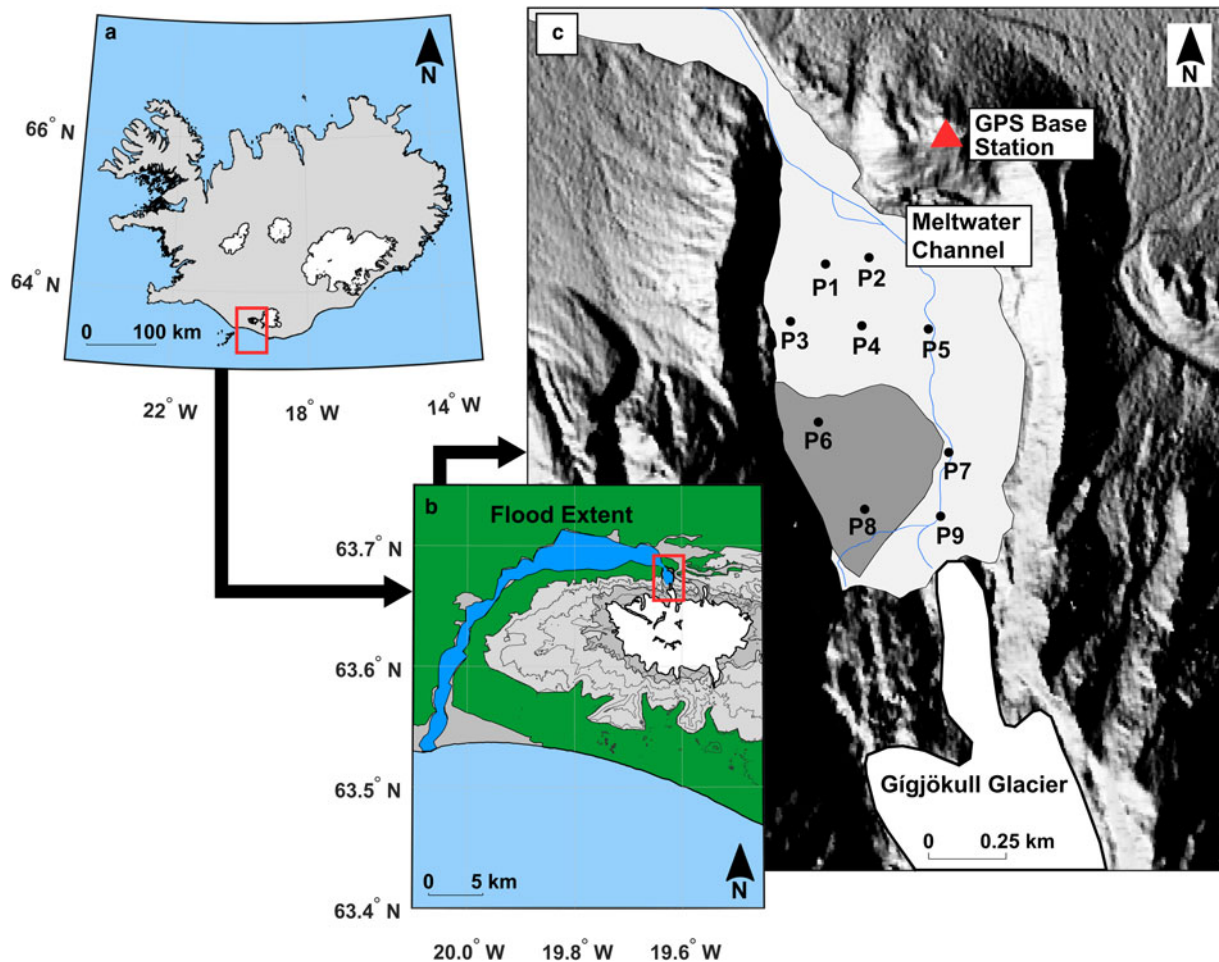 a
N
66° N
64° N
0 100 km
22° W
18° W
14° W
b
Flood Extent
63.7° N
63.6° N
63.5° N
63.4° N
0 5 km
N
20.0° W
19.8° W
19.6° W
c
N
GPS Base
Station
Meltwater
Channel
P1
P2
P3
P4
P5
P6
P7
P8
P9
Gígjökull Glacier
0 0.25 km